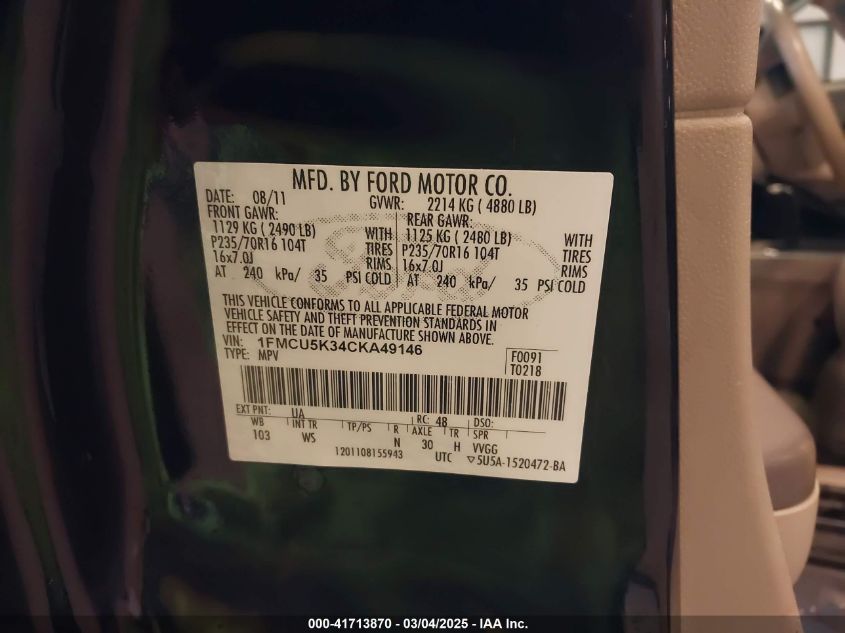 MFD. BY FORD MOTOR CO.
DATE: 08/11 GVWR: 2214 KG ( 4880 LB)
FRONT GAWR: REAR GAWR:
1129 KG ( 2490 LB) WITH 1125 KG ( 2480 LB) WITH
P235/70R16 104T TIRES P235/70R16 104T TIRES
16x7.0J RIMS 16x7.0J RIMS
AT 240 kPa/ 35 PSI COLD AT 240 kPa/ 35 PSI COLD
THIS VEHICLE CONFORMS TO ALL APPLICABLE FEDERAL MOTOR
VEHICLE SAFETY AND THEFT PREVENTION STANDARDS IN
EFFECT ON THE DATE OF MANUFACTURE SHOWN ABOVE.
VIN: 1FMCU5K34CKA49146 F0091
TYPE: MPV T0218
EXT PNT: UA RC: 48 DSO:
WB INT TR TP/PS R AXLE TR SPR
103 WS N 30 H VVGG
1201108155943 UTC ▽5U5A-1520472-BA
000-41713870 - 03/04/2025 - IAA Inc.